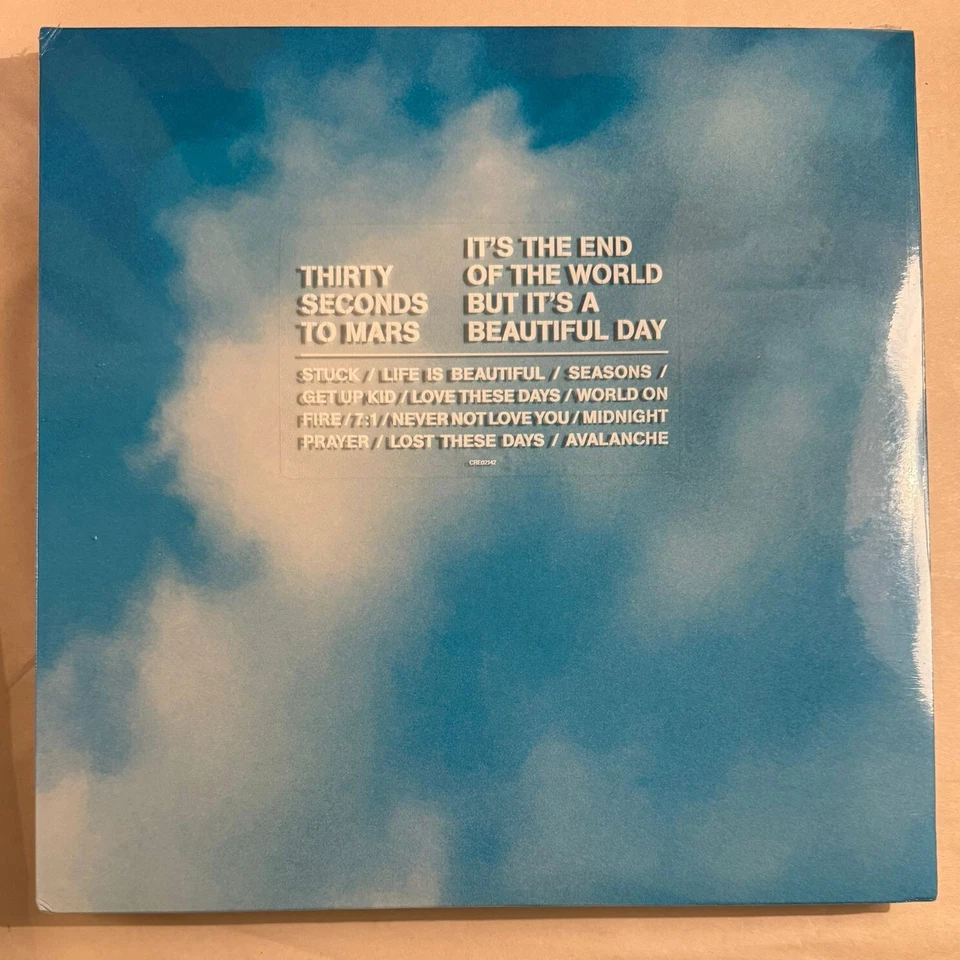 THIRTY
SECONDS
TO MARS
IT'S THE END
OF THE WORLD
BUT IT'S A
BEAUTIFUL DAY
STUCK / LIFE IS BEAUTIFUL / SEASONS /
GET UP KID / LOVE THESE DAYS / WORLD ON
FIRE / 7:1 / NEVER NOT LOVE YOU / MIDNIGHT
PRAYER / LOST THESE DAYS / AVALANCHE
CRE02142